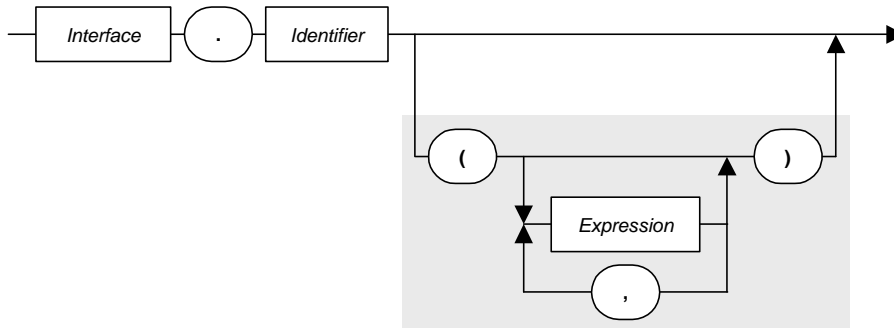 Interface . Identifier
( )
Expression
,